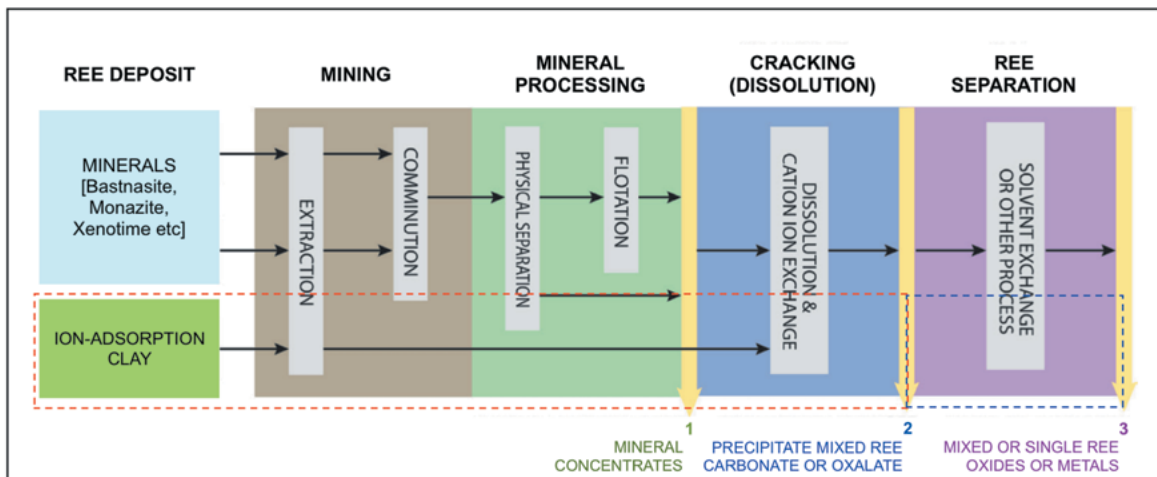 REE DEPOSIT
MINING
MINERAL
PROCESSING
CRACKING
(DISSOLUTION)
REE
SEPARATION
MINERALS
[Bastnasite,
Monazite,
Xenotime etc]
ION-ADSORPTION
CLAY
EXTRACTION
COMMINUTION
PHYSICAL SEPARATION
FLOTATION
DISSOLUTION &
CATION ION EXCHANGE
SOLVENT EXCHANGE
OR OTHER PROCESS
1
MINERAL
CONCENTRATES
2
PRECIPITATE MIXED REE
CARBONATE OR OXALATE
3
MIXED OR SINGLE REE
OXIDES OR METALS